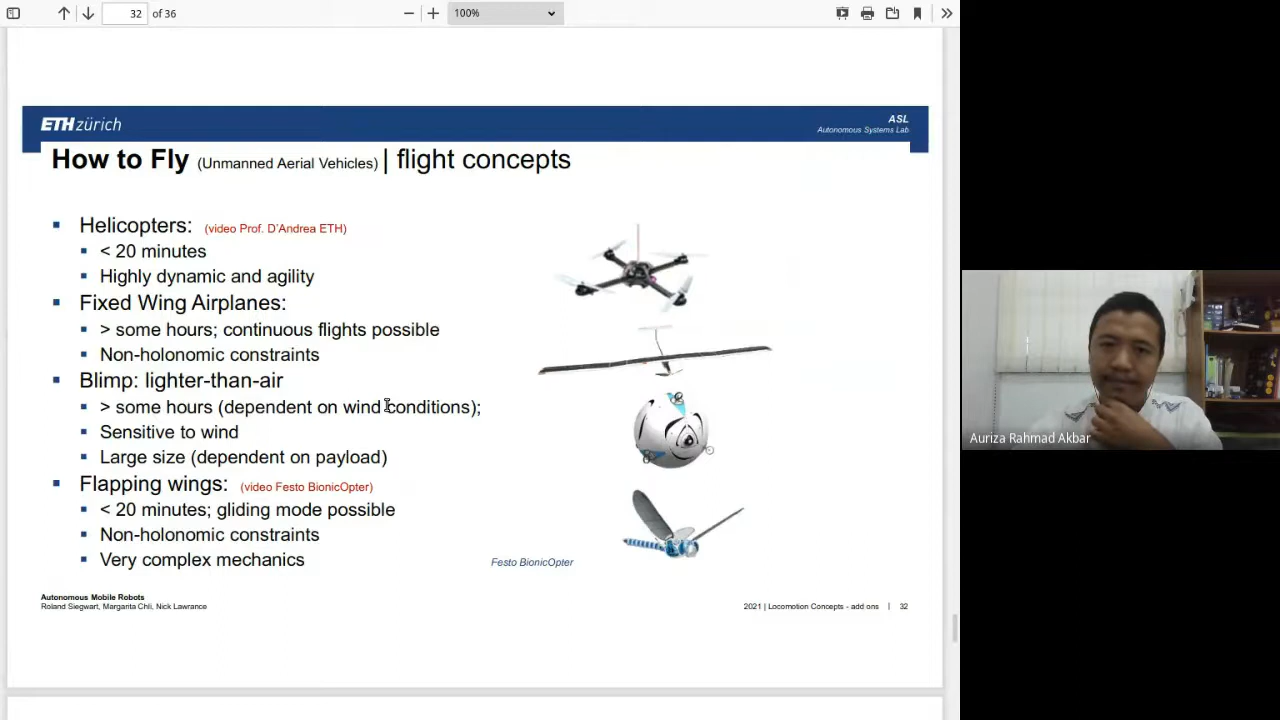 32 of 36
100%
ETH zürich
ASL
Autonomous Systems Lab
How to Fly (Unmanned Aerial Vehicles) | flight concepts
Helicopters: (video Prof. D'Andrea ETH)
< 20 minutes
Highly dynamic and agility
Fixed Wing Airplanes:
> some hours; continuous flights possible
Non-holonomic constraints
Blimp: lighter-than-air
> some hours (dependent on wind conditions);
Sensitive to wind
Large size (dependent on payload)
Flapping wings: (video Festo BionicOpter)
< 20 minutes; gliding mode possible
Non-holonomic constraints
Very complex mechanics
Festo BionicOpter
Autonomous Mobile Robots
Roland Siegwart, Margarita Chli, Nick Lawrance
2021 | Locomotion Concepts - add ons | 32
Auriza Rahmad Akbar